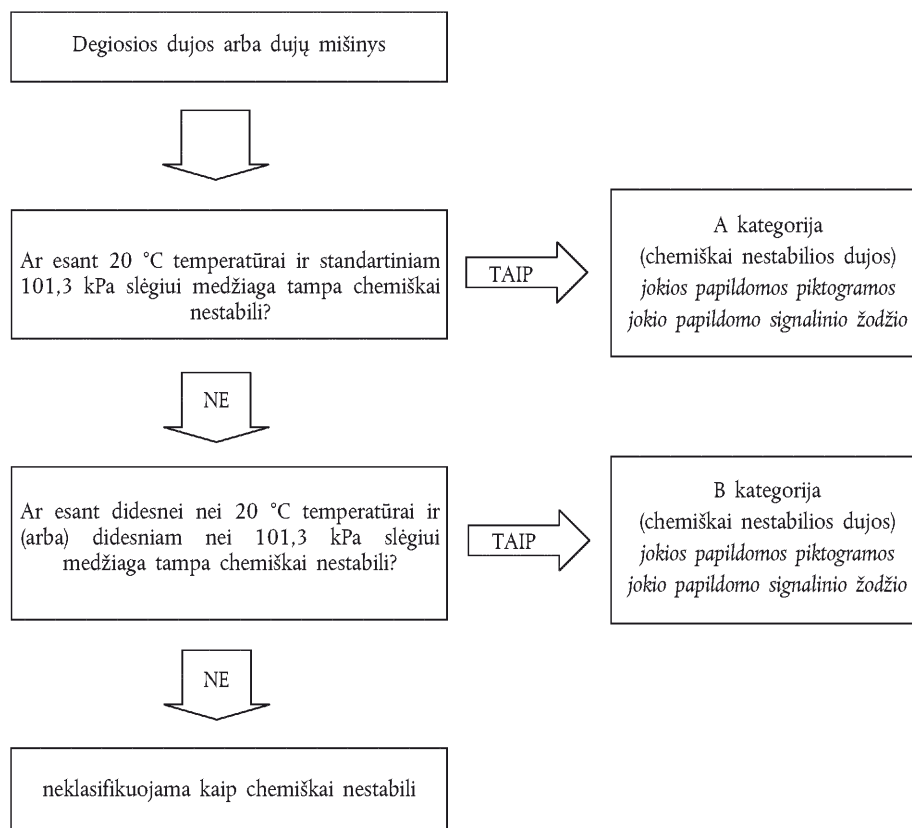 Degiosios dujos arba dujų mišinys
Ar esant 20 °C temperatūrai ir standartiniam
101,3 kPa slėgiui medžiaga tampa chemiškai
nestabili?
TAIP
A kategorija
(chemiškai nestabilios dujos)
jokios papildomos piktogramos
jokio papildomo signalinio žodžio
NE
Ar esant didesnei nei 20 °C temperatūrai ir
(arba) didesniam nei 101,3 kPa slėgiui
medžiaga tampa chemiškai nestabili?
TAIP
B kategorija
(chemiškai nestabilios dujos)
jokios papildomos piktogramos
jokio papildomo signalinio žodžio
NE
neklasifikuojama kaip chemiškai nestabili